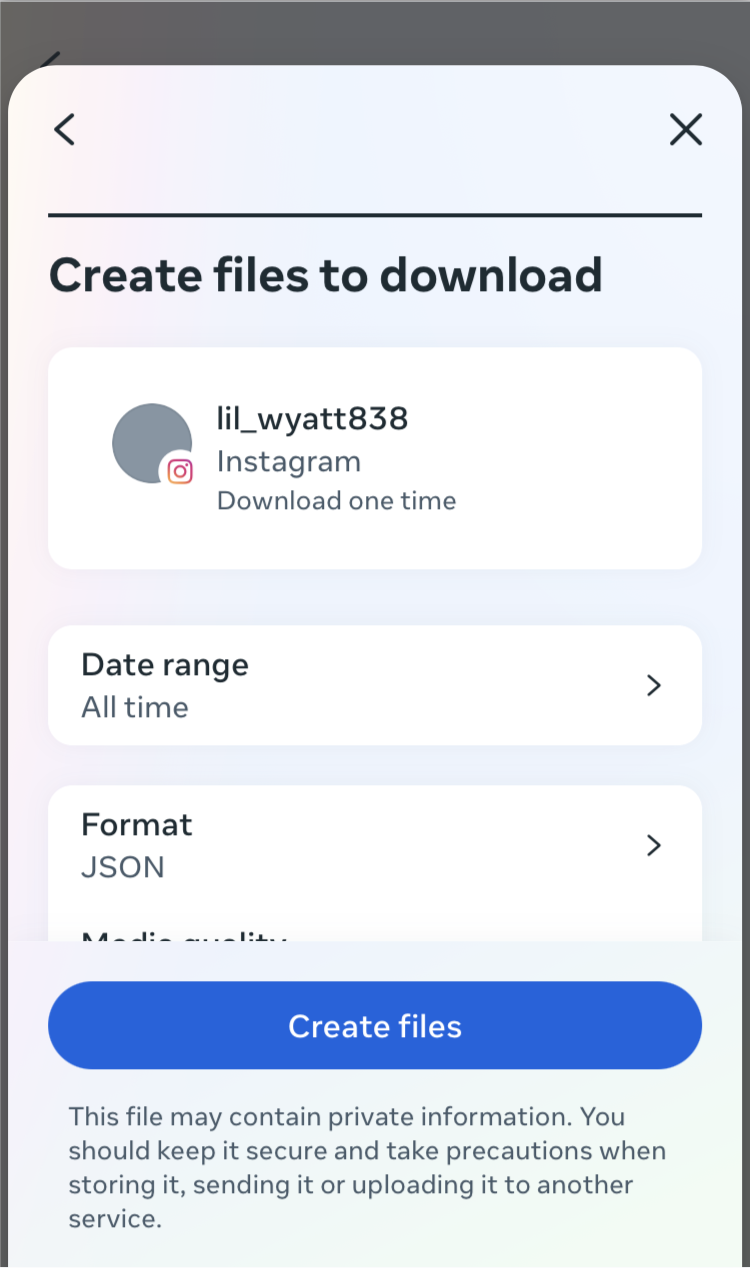 Create files to download
lil_wyatt838
Instagram
Download one time
Date range
All time
Format
JSON
Media quality
Create files
This file may contain private information. You
should keep it secure and take precautions when
storing it, sending it or uploading it to another
service.